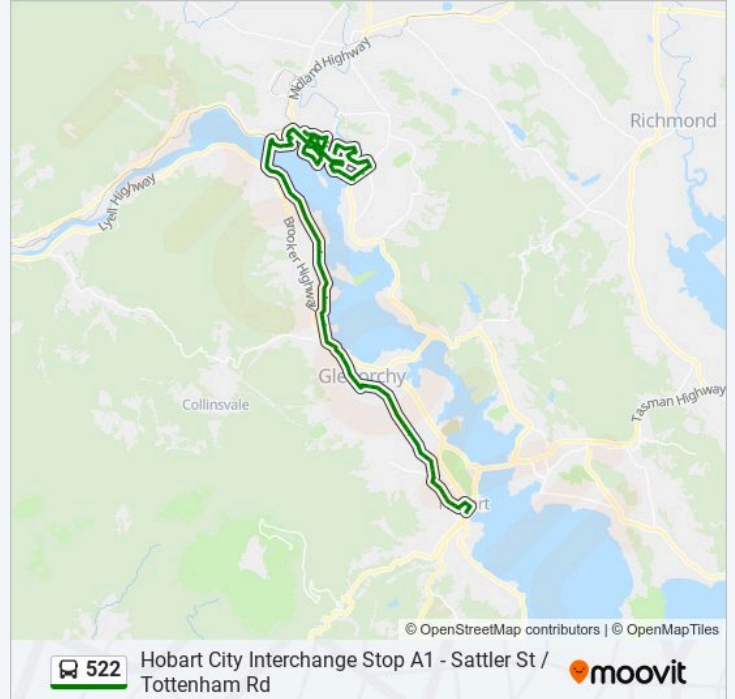 Midland Highway
Richmond
Lyell Highway
Brooker Highway
Glenorchy
Collinsvale
Tasman Highway
Hobart
© OpenStreetMap contributors | © OpenMapTiles
522
Hobart City Interchange Stop A1 - Sattler St /
Tottenham Rd
moovit